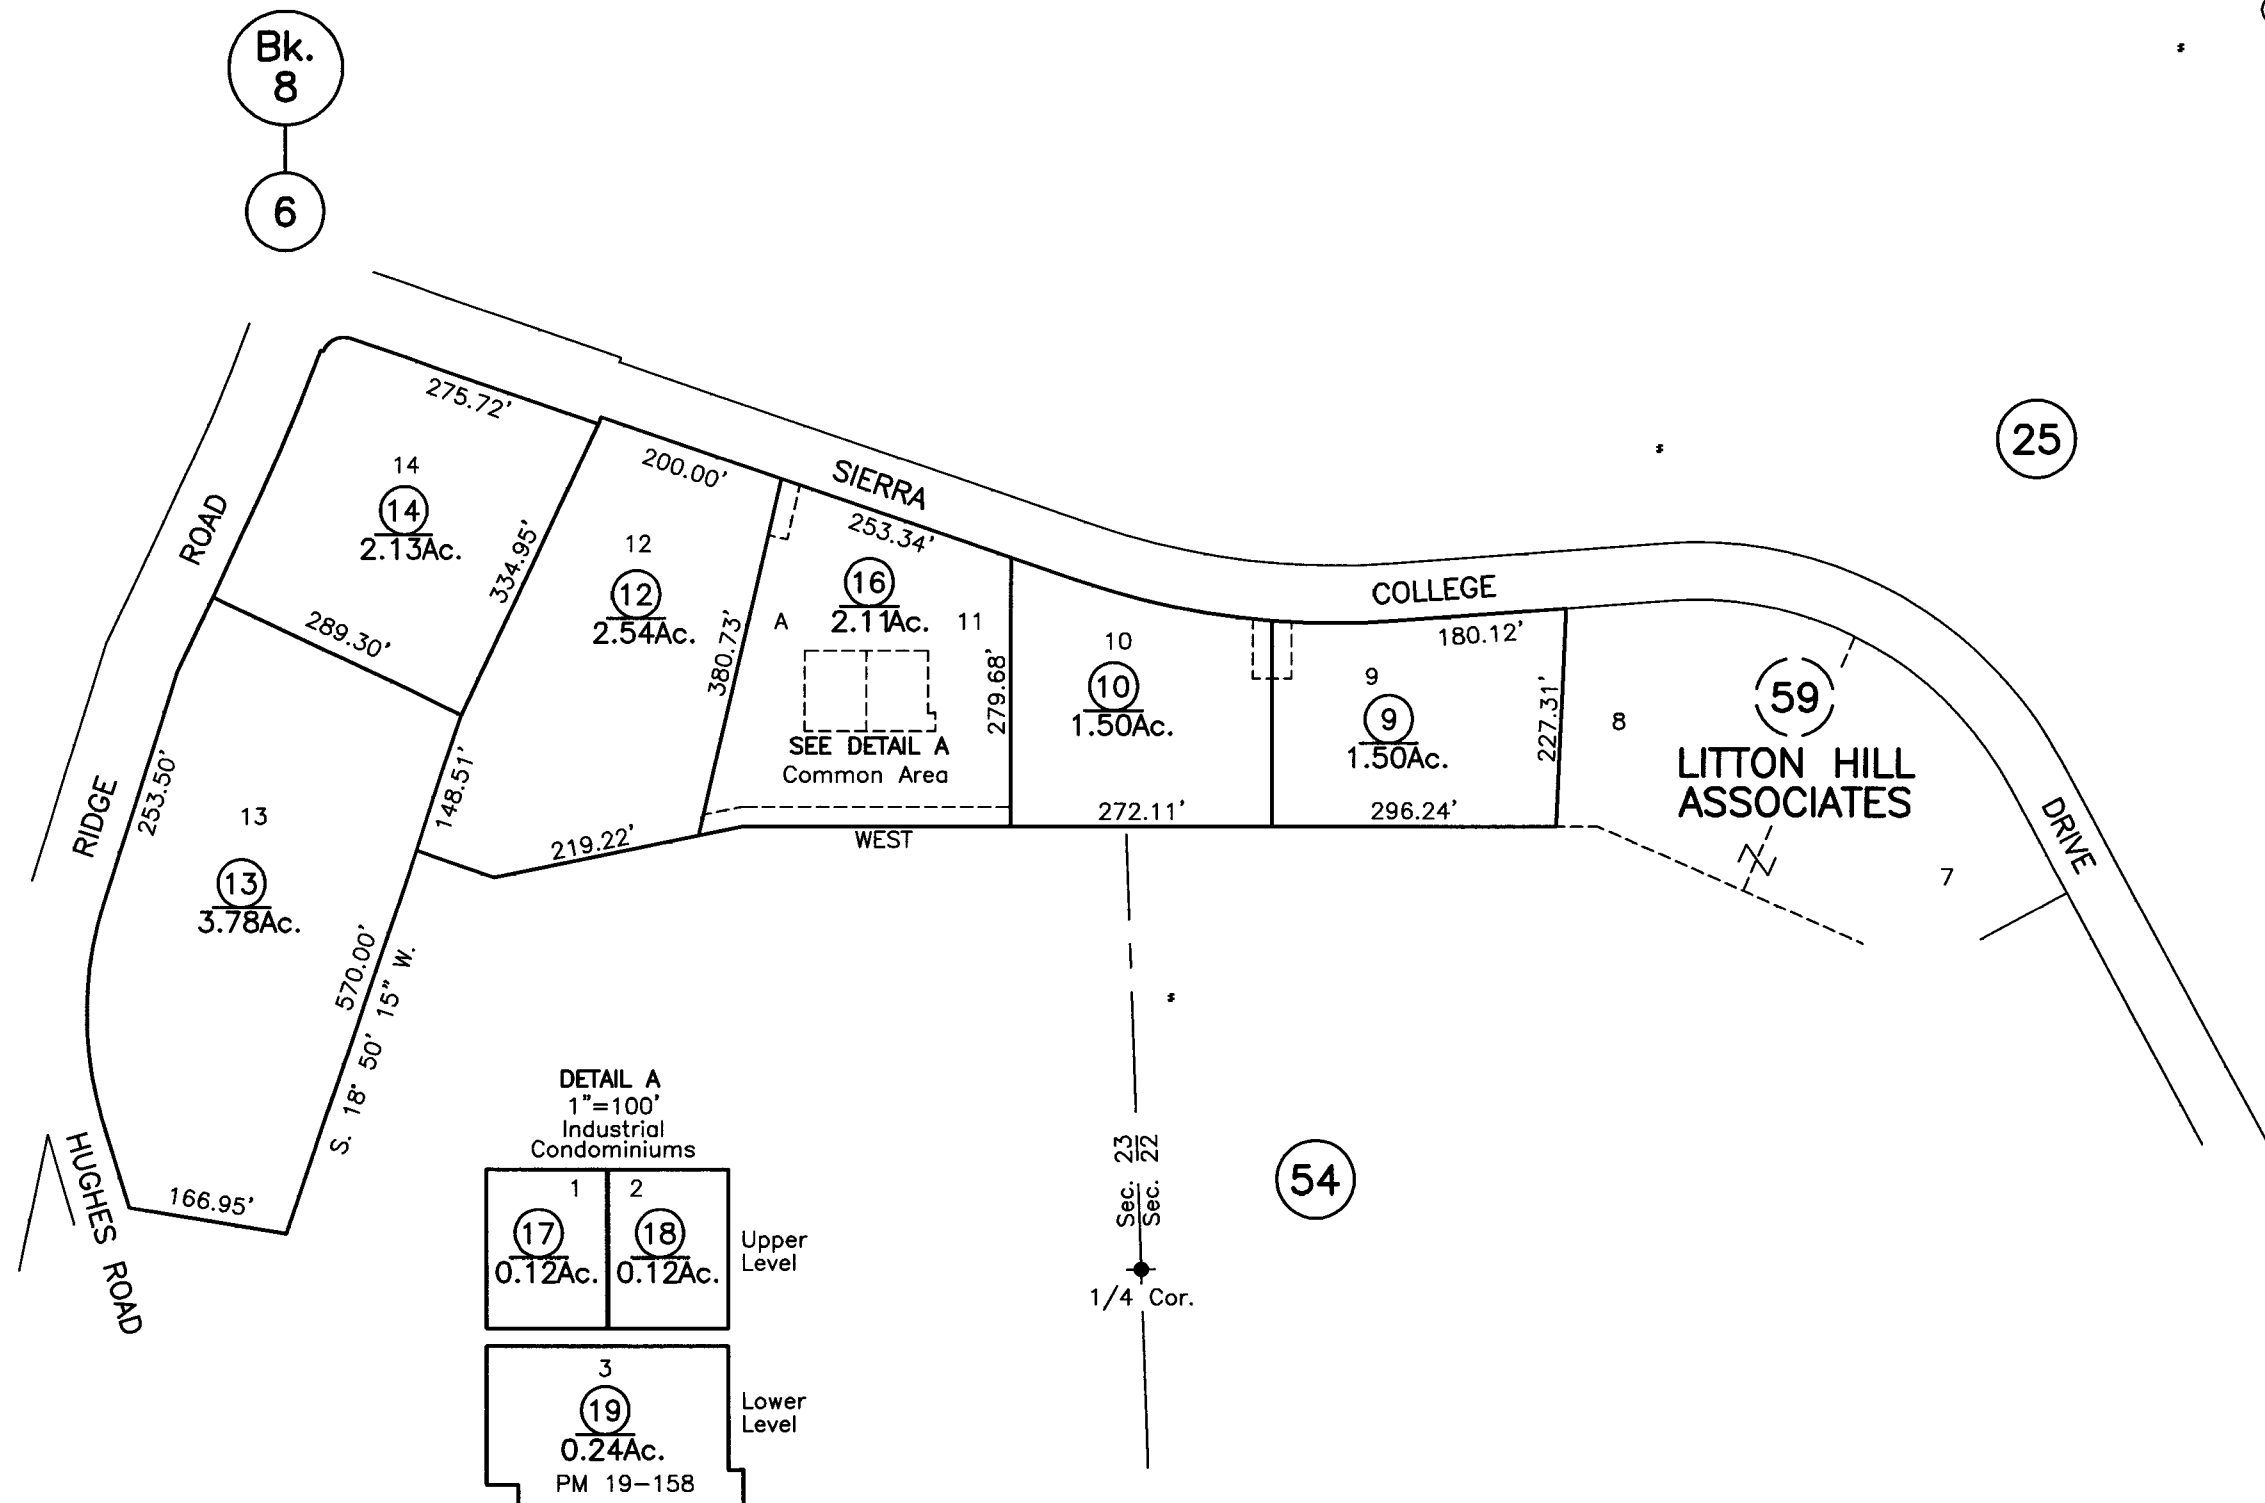 Bk.
8
6
25
275.72'
200.00'
SIERRA
253.34'
COLLEGE
DRIVE
ROAD
RIDGE
14
14
2.13Ac.
334.95'
289.30'
12
12
2.54Ac.
380.73'
A
16
2.11Ac.
11
279.68'
SEE DETAIL A
Common Area
10
10
1.50Ac.
272.11'
180.12'
9
9
1.50Ac.
227.31'
296.24'
8
59
LITTON HILL
ASSOCIATES
7
253.50'
13
13
3.78Ac.
148.51'
219.22'
WEST
570.00'
S. 18° 50' 15" W.
166.95'
HUGHES ROAD
DETAIL A
1"=100'
Industrial
Condominiums
1
17
0.12Ac.
2
18
0.12Ac.
Upper
Level
3
19
0.24Ac.
PM 19-158
Lower
Level
Sec. 23
Sec. 22
1/4 Cor.
54